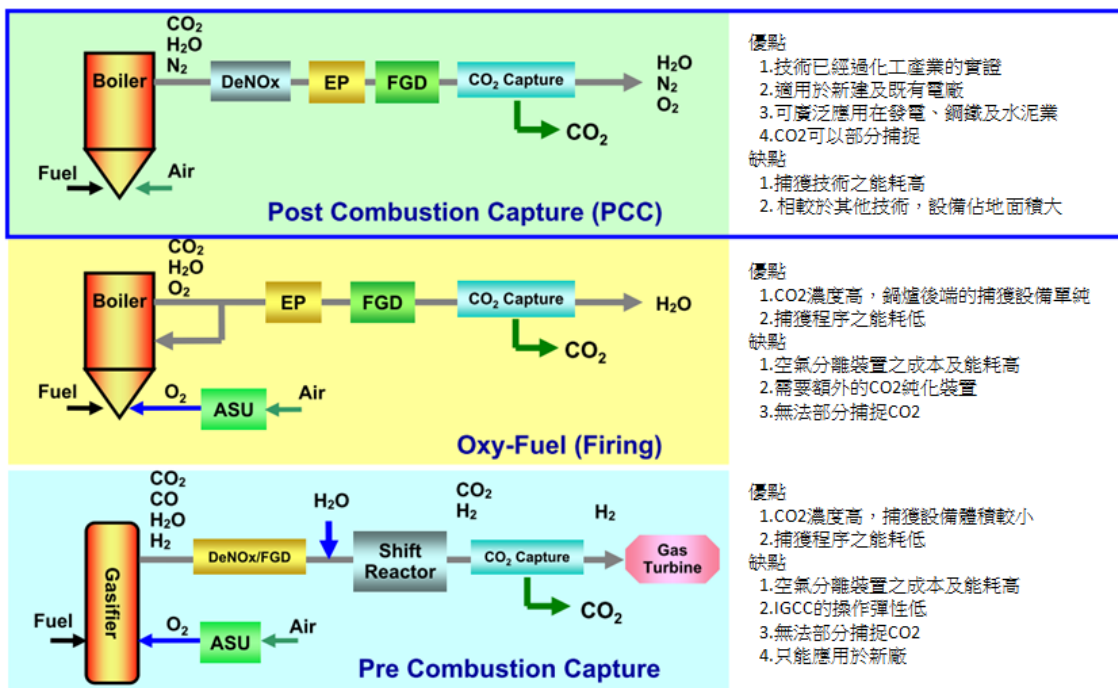 CO₂
H₂O
N₂
Boiler
DeNOx
EP
FGD
CO₂ Capture
H₂O
N₂
O₂
CO₂
Fuel
Air
Post Combustion Capture (PCC)
優點
1.技術已經過化工產業的實證
2.適用於新建及既有電廠
3.可廣泛應用在發電、鋼鐵及水泥業
4.CO2可以部分捕捉
缺點
1.捕獲技術之能耗高
2. 相較於其他技術，設備佔地面積大
CO₂
H₂O
O₂
Boiler
EP
FGD
CO₂ Capture
H₂O
CO₂
Fuel
O₂
ASU
Air
Oxy-Fuel (Firing)
優點
1.CO2濃度高，鍋爐後端的捕獲設備單純
2.捕獲程序之能耗低
缺點
1.空氣分離裝置之成本及能耗高
2.需要額外的CO2純化裝置
3.無法部分捕捉CO2
CO₂
CO
H₂O
H₂
Gasifier
DeNOx/FGD
H₂O
Shift
Reactor
CO₂
H₂
CO₂ Capture
H₂
Gas
Turbine
CO₂
Fuel
O₂
ASU
Air
Pre Combustion Capture
優點
1.CO2濃度高，捕獲設備體積較小
2.捕獲程序之能耗低
缺點
1.空氣分離裝置之成本及能耗高
2.IGCC的操作彈性低
3.無法部分捕捉CO2
4.只能應用於新廠